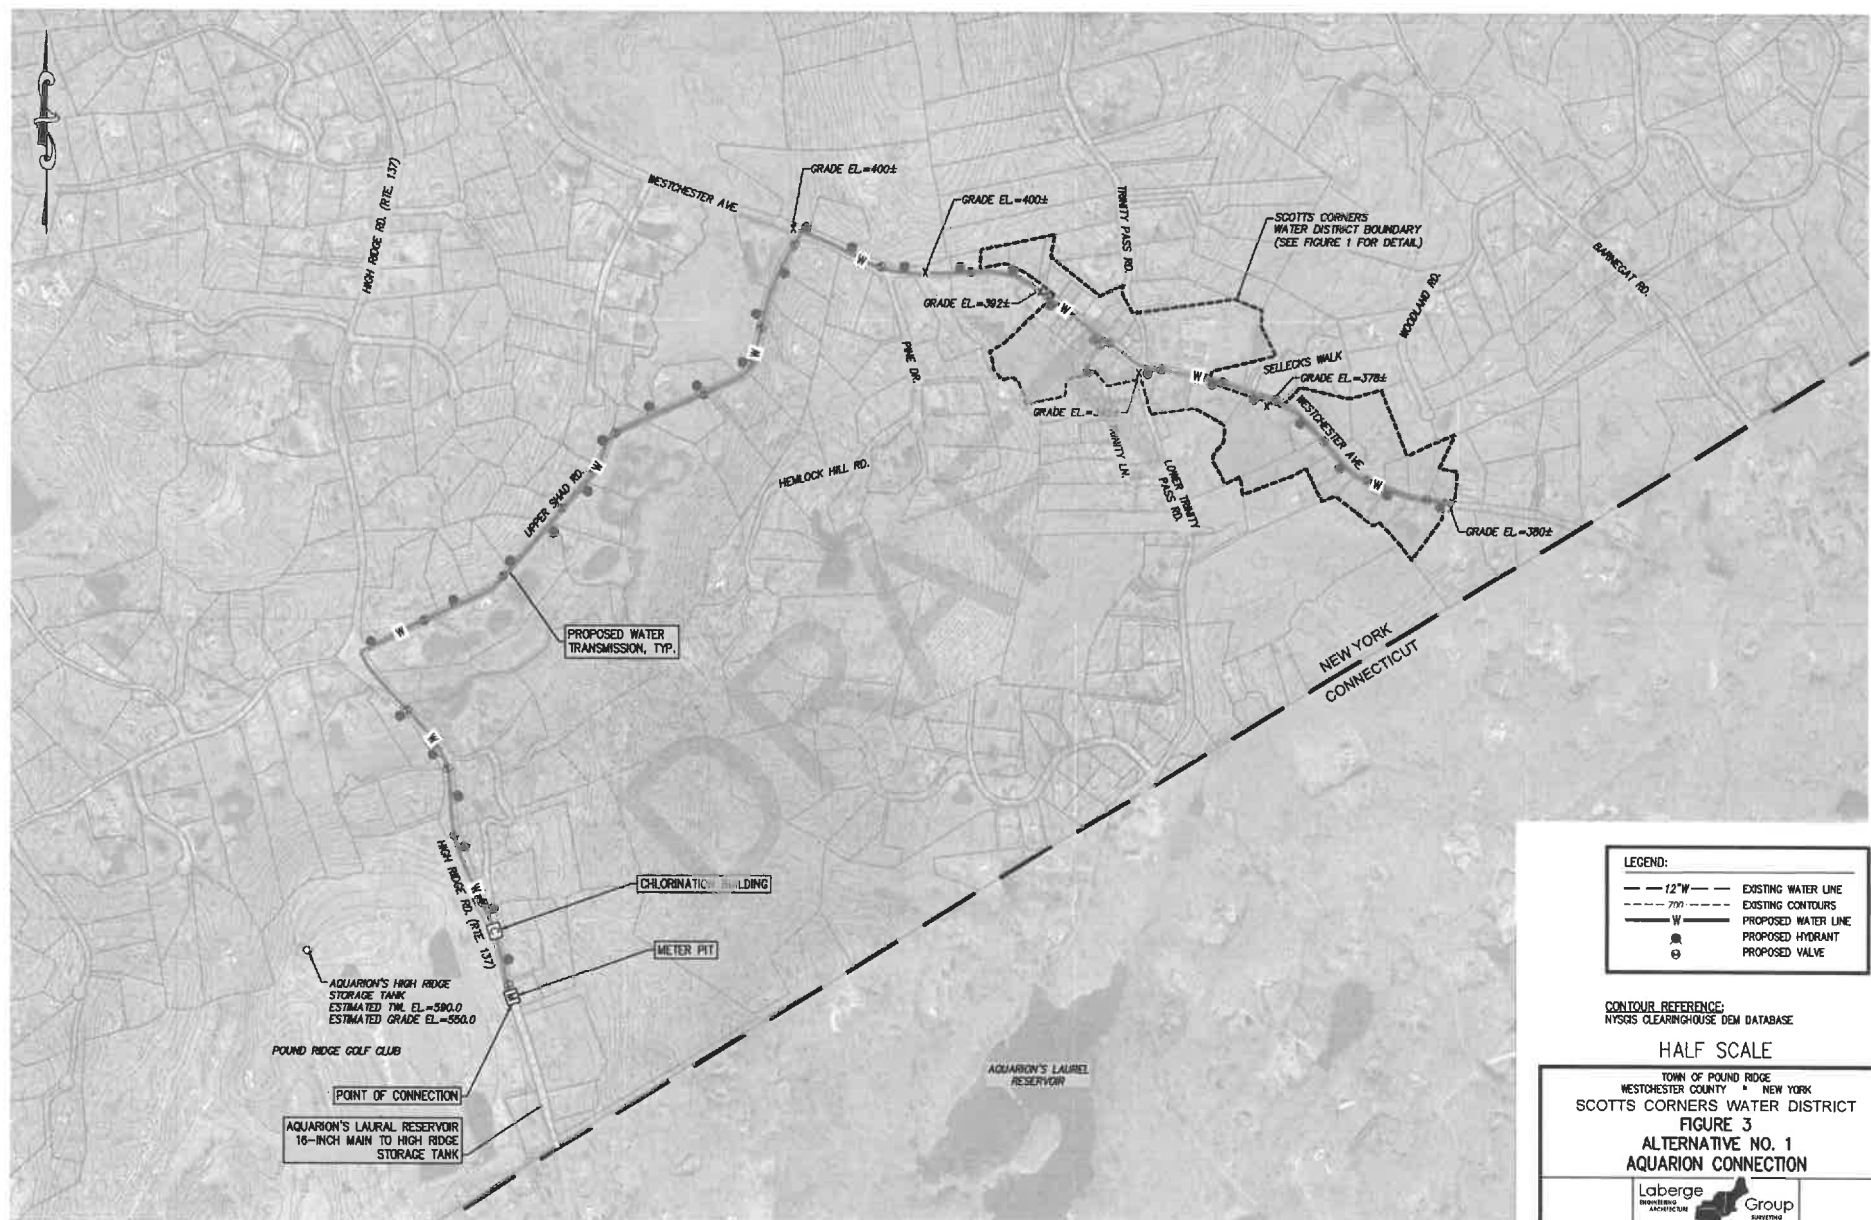 GRADE EL.=400±
HIGH RIDGE RD. (RTE. 137)
WESTCHESTER AVE.
GRADE EL.=400±
TRINITY PASS RD.
SCOTTS CORNERS
WATER DISTRICT BOUNDARY
(SEE FIGURE 1 FOR DETAIL)
BARNEGAT RD.
WOODLAND RD.
GRADE EL.=392±
W
W
W
W
PINE DR.
SELLECKS WALK
GRADE EL.=378±
GRADE EL.=3
WESTCHESTER AVE.
W
W
HEMLOCK HILL RD.
LOWER TRINITY
PASS RD.
UPPER SHAD RD.
GRADE EL.=380±
PROPOSED WATER
TRANSMISSION, TYP.
W
NEW YORK
CONNECTICUT
W
HIGH RIDGE RD. (RTE. 137)
W
CHLORINATION BUILDING
C
METER PIT
M
AQUARION'S HIGH RIDGE
STORAGE TANK
ESTIMATED TWL EL.=590.0
ESTIMATED GRADE EL.=550.0
POUND RIDGE GOLF CLUB
POINT OF CONNECTION
AQUARION'S LAURAL RESERVOIR
16-INCH MAIN TO HIGH RIDGE
STORAGE TANK
AQUARION'S LAUREL
RESERVOIR
LEGEND:
12"W EXISTING WATER LINE
700 EXISTING CONTOURS
W PROPOSED WATER LINE
PROPOSED HYDRANT
PROPOSED VALVE
CONTOUR REFERENCE:
NYSGIS CLEARINGHOUSE DEM DATABASE
HALF SCALE
TOWN OF POUND RIDGE
WESTCHESTER COUNTY NEW YORK
SCOTTS CORNERS WATER DISTRICT
FIGURE 3
ALTERNATIVE NO. 1
AQUARION CONNECTION
Laberge
ENGINEERING
ARCHITECTURE
Group
SURVEYING